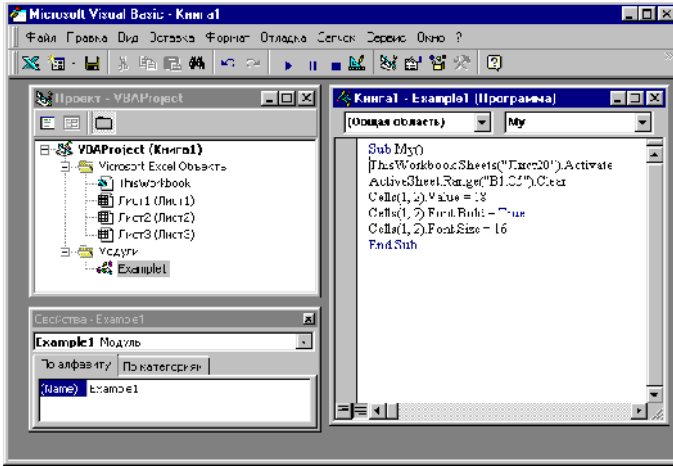 Microsoft Visual Basic - Книга1
Файл Правка Вид Вставка Формат Отладка Запуск Сервис Окно ?
Проект - VBAProject
VBAProject (Книга1)
Microsoft Excel Объекты
ThisWorkbook
Лист1 (Лист1)
Лист2 (Лист2)
Лист3 (Лист3)
Модули
Example1
Свойства - Example1
Example1 Модуль
По алфавиту По категориям
(Name) Example1
Книга1 - Example1 (Программа)
(Общая область) My
Sub My()
ThisWorkbook.Sheets("Лист20").Activate
ActiveSheet.Range("B1:C5").Clear
Cells(1, 2).Value = 18
Cells(1, 2).Font.Bold = True
Cells(1, 2).Font.Size = 16
End Sub